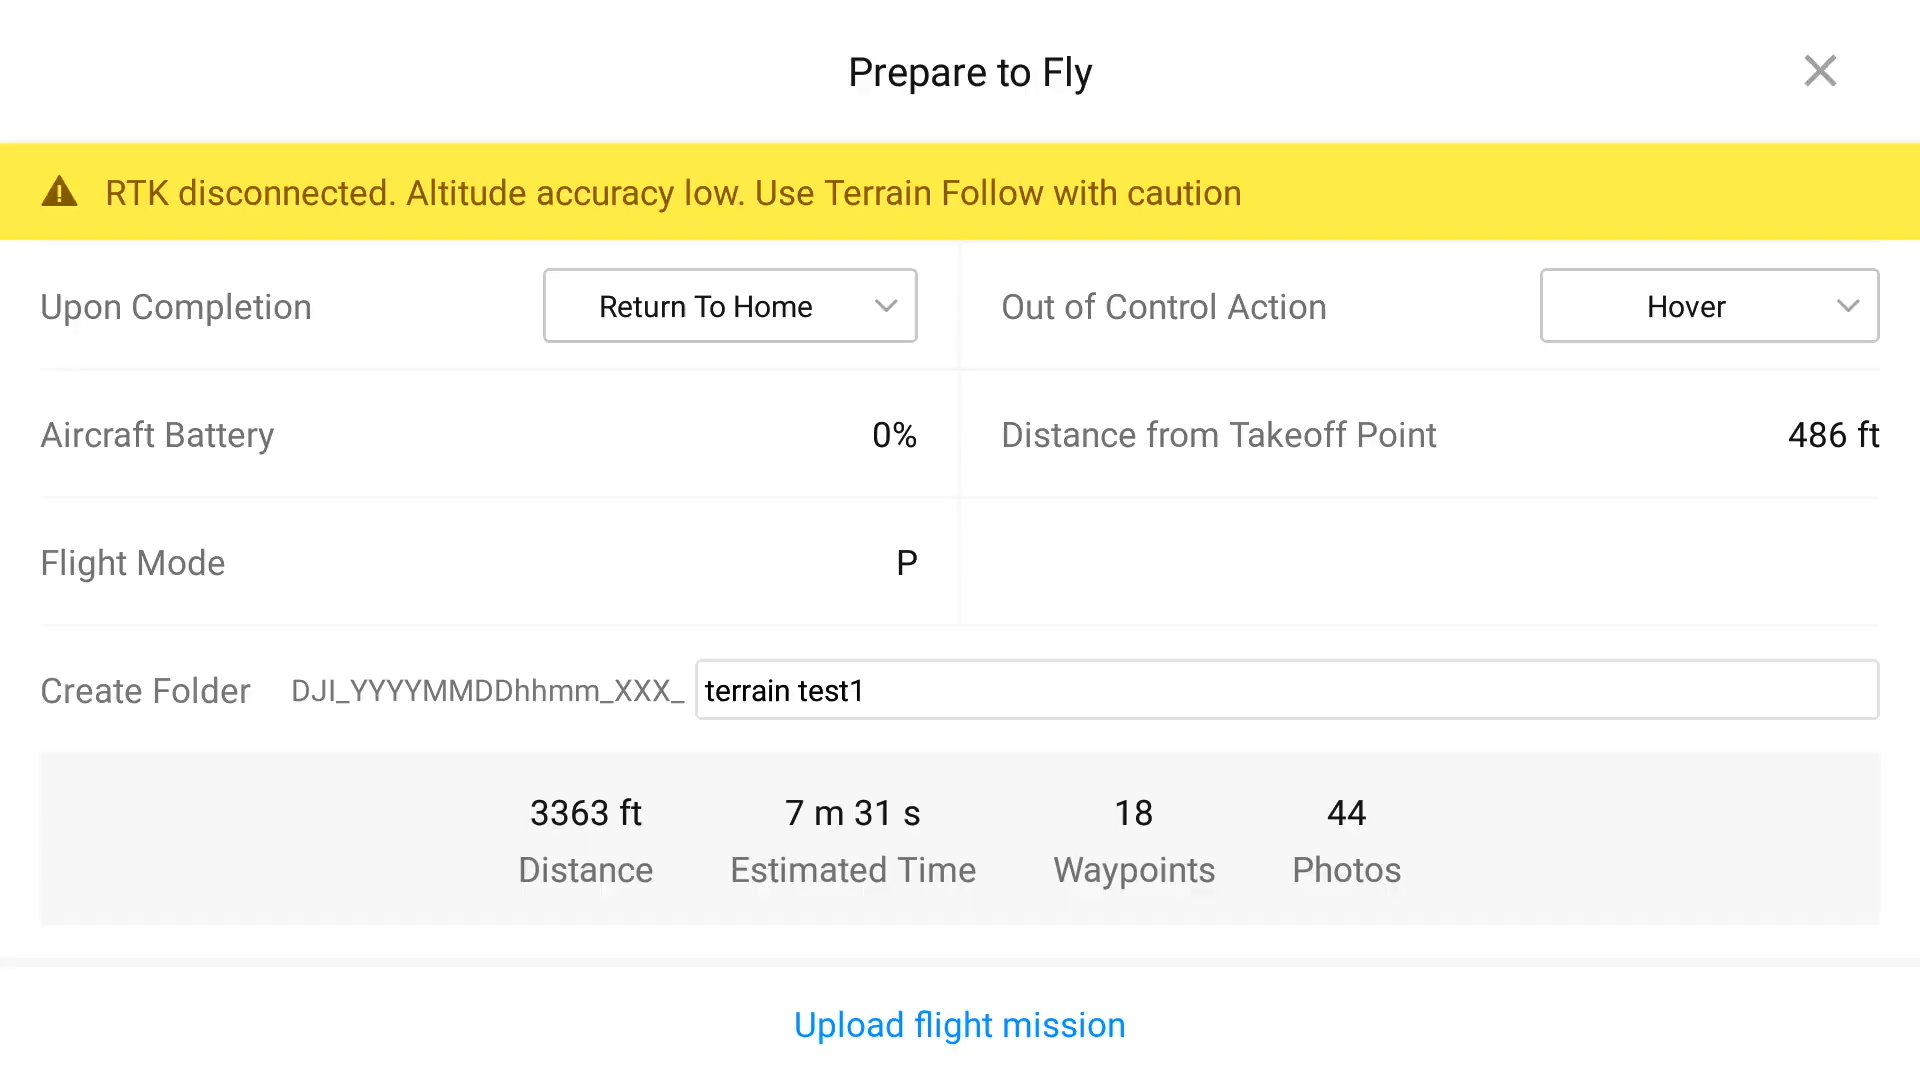 Prepare to Fly
RTK disconnected. Altitude accuracy low. Use Terrain Follow with caution
Upon Completion
Return To Home
Out of Control Action
Hover
Aircraft Battery
0%
Distance from Takeoff Point
486 ft
Flight Mode
P
Create Folder
DJI_YYYYMMDDhhmm_XXX_
terrain test1
3363 ft
Distance
7 m 31 s
Estimated Time
18
Waypoints
44
Photos
Upload flight mission